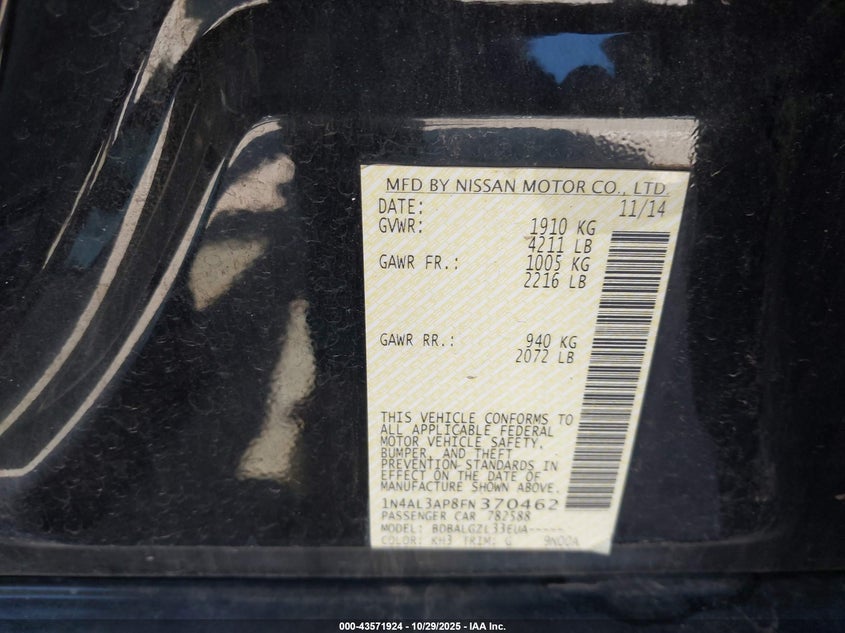 MFD BY NISSAN MOTOR CO., LTD.
DATE: 11/14
GVWR: 1910 KG
4211 LB
GAWR FR.: 1005 KG
2216 LB
GAWR RR.: 940 KG
2072 LB
THIS VEHICLE CONFORMS TO
ALL APPLICABLE FEDERAL
MOTOR VEHICLE SAFETY,
BUMPER, AND THEFT
PREVENTION STANDARDS IN
EFFECT ON THE DATE OF
MANUFACTURE SHOWN ABOVE.
1N4AL3AP8FN370462
PASSENGER CAR 782588
MODEL: BDBALGZL33EUA-----
COLOR: KH3 TRIM: G 9N00A
000-43571924 - 10/29/2025 - IAA Inc.